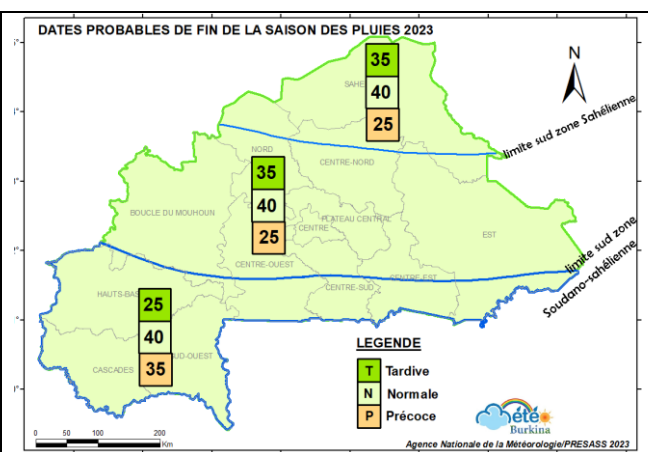 DATES PROBABLES DE FIN DE LA SAISON DES PLUIES 2023
N
35
40
25
SAHE
limite sud zone Sahélienne
NORD
CENTRE-NORD
35
40
25
BOUCLE DU MOUHOUN
PLATEAU CENTRAL
CENTRE
EST
CENTRE-OUEST
CENTRE-EST
CENTRE-SUD
limite sud zone
Soudano-sahélienne
HAUTS-BAS
25
40
35
UD-OUEST
CASCADES
LEGENDE
T Tardive
N Normale
P Précoce
été
Burkina
0 50 100 200
Km
Agence Nationale de la Météorologie/PRESASS 2023